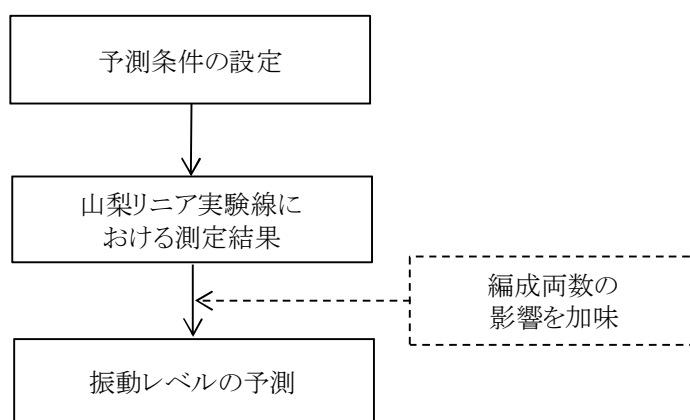 予測条件の設定
山梨リニア実験線に
おける測定結果
編成両数の
影響を加味
振動レベルの予測